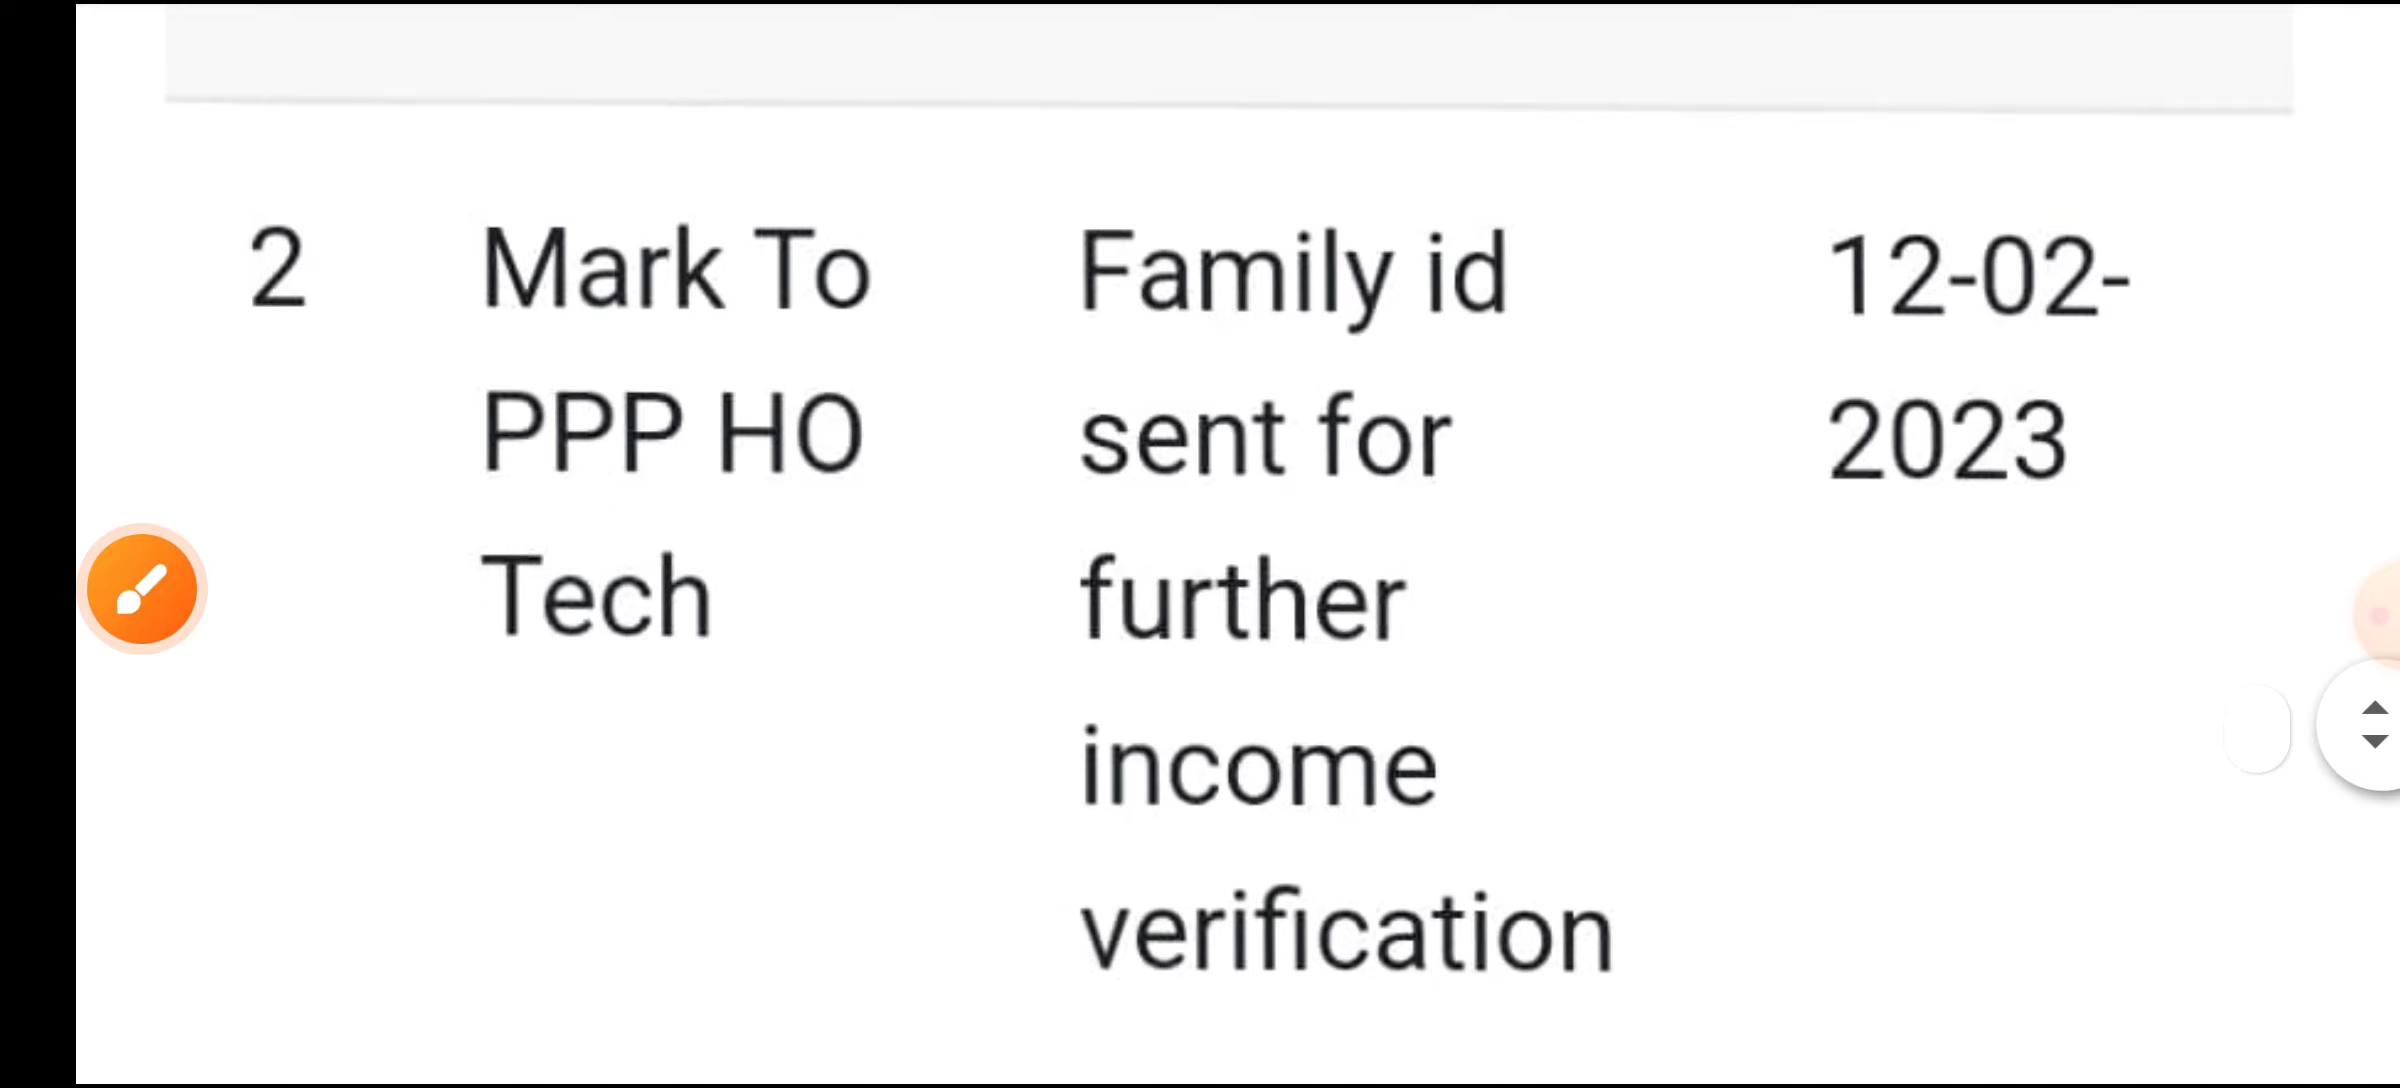 2 Mark To Family id 12-02-
PPP HO sent for 2023
Tech further
income
verification